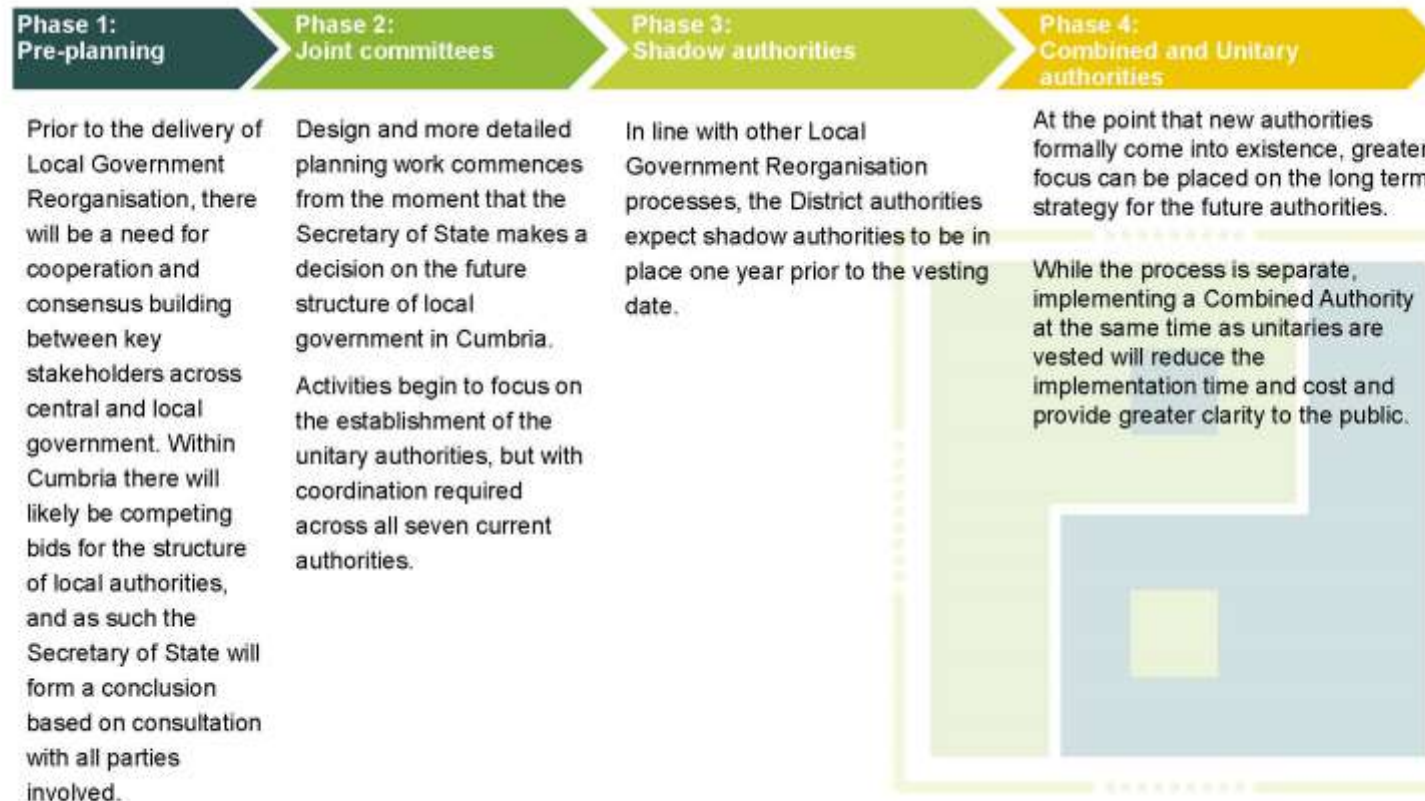 Phase 1:
Pre-planning
Phase 2:
Joint committees
Phase 3:
Shadow authorities
Phase 4:
Combined and Unitary
authorities
Prior to the delivery of
Local Government
Reorganisation, there
will be a need for
cooperation and
consensus building
between key
stakeholders across
central and local
government. Within
Cumbria there will
likely be competing
bids for the structure
of local authorities,
and as such the
Secretary of State will
form a conclusion
based on consultation
with all parties
involved.
Design and more detailed
planning work commences
from the moment that the
Secretary of State makes a
decision on the future
structure of local
government in Cumbria.
Activities begin to focus on
the establishment of the
unitary authorities, but with
coordination required
across all seven current
authorities.
In line with other Local
Government Reorganisation
processes, the District authorities
expect shadow authorities to be in
place one year prior to the vesting
date.
At the point that new authorities
formally come into existence, greater
focus can be placed on the long term
strategy for the future authorities.
While the process is separate,
implementing a Combined Authority
at the same time as unitaries are
vested will reduce the
implementation time and cost and
provide greater clarity to the public.